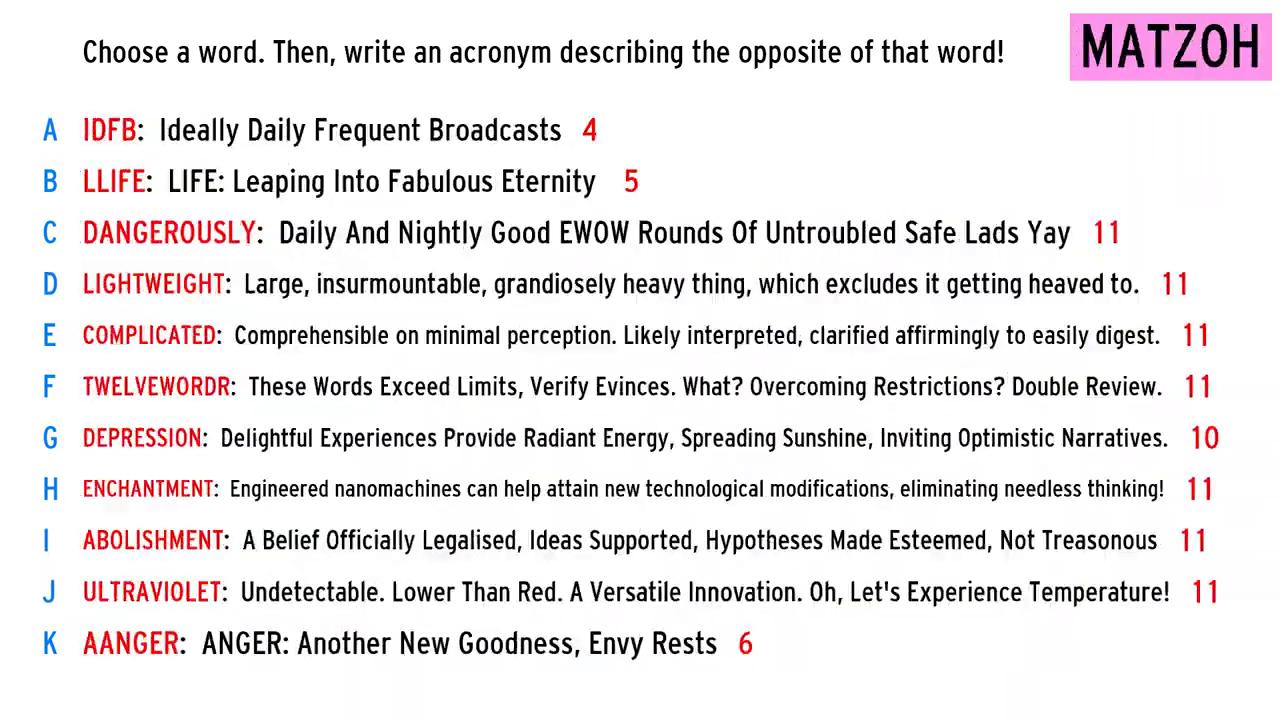 Choose a word. Then, write an acronym describing the opposite of that word!
MATZOH
A IDFB: Ideally Daily Frequent Broadcasts 4
B LLIFE: LIFE: Leaping Into Fabulous Eternity 5
C DANGEROUSLY: Daily And Nightly Good EWOW Rounds Of Untroubled Safe Lads Yay 11
D LIGHTWEIGHT: Large, insurmountable, grandiosely heavy thing, which excludes it getting heaved to. 11
E COMPLICATED: Comprehensible on minimal perception. Likely interpreted, clarified affirmingly to easily digest. 11
F TWELVEWORDR: These Words Exceed Limits, Verify Evinces. What? Overcoming Restrictions? Double Review. 11
G DEPRESSION: Delightful Experiences Provide Radiant Energy, Spreading Sunshine, Inviting Optimistic Narratives. 10
H ENCHANTMENT: Engineered nanomachines can help attain new technological modifications, eliminating needless thinking! 11
I ABOLISHMENT: A Belief Officially Legalised, Ideas Supported, Hypotheses Made Esteemed, Not Treasonous 11
J ULTRAVIOLET: Undetectable. Lower Than Red. A Versatile Innovation. Oh, Let's Experience Temperature! 11
K AANGER: ANGER: Another New Goodness, Envy Rests 6